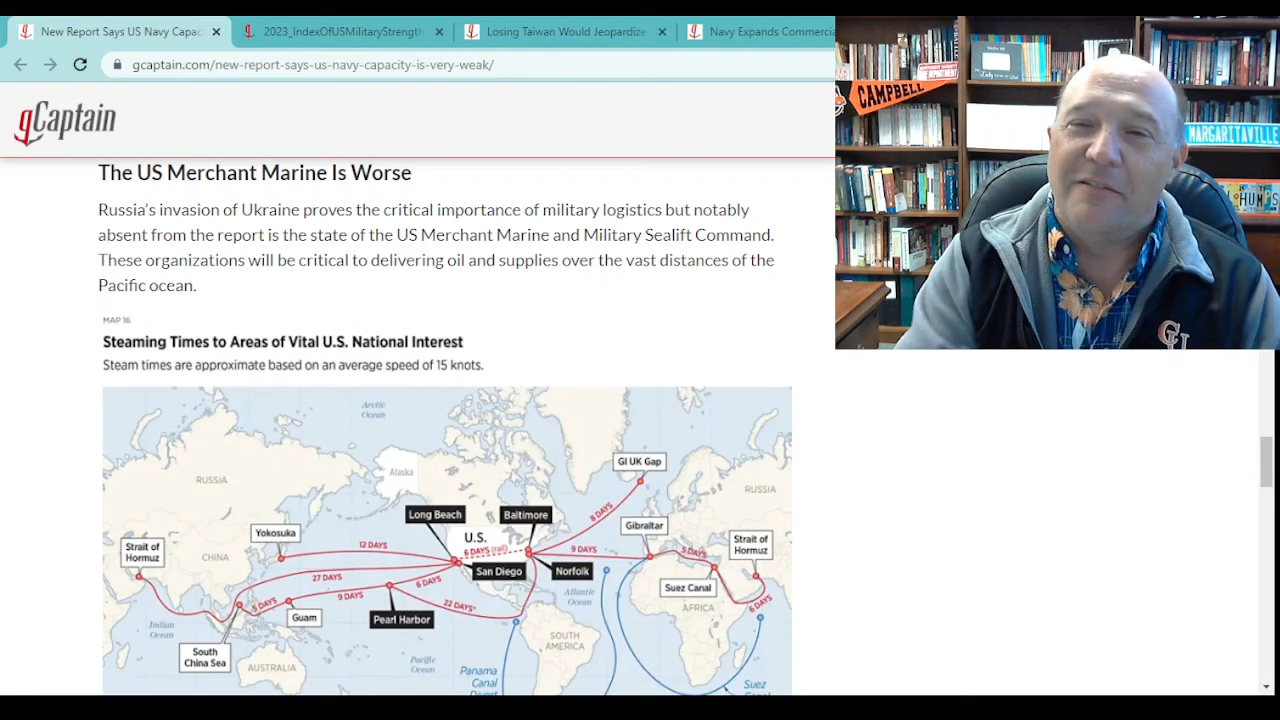 New Report Says US Navy Capac
2023_IndexOfUSMilitaryStrength
Losing Taiwan Would Jeopardize
Navy Expands Commercia
gcaptain.com/new-report-says-us-navy-capacity-is-very-weak/
gCaptain
The US Merchant Marine Is Worse
Russia's invasion of Ukraine proves the critical importance of military logistics but notably
absent from the report is the state of the US Merchant Marine and Military Sealift Command.
These organizations will be critical to delivering oil and supplies over the vast distances of the
Pacific ocean.
MAP 16
Steaming Times to Areas of Vital U.S. National Interest
Steam times are approximate based on an average speed of 15 knots.
Arctic
Ocean
Alaska
RUSSIA
GI UK Gap
RUSSIA
Long Beach
Baltimore
Yokosuka
Gibraltar
U.S.
8 DAYS
Strait of
Hormuz
CHINA
12 DAYS
6 DAYS (rail)
9 DAYS
5 DAYS
Strait of
Hormuz
San Diego
Norfolk
27 DAYS
6 DAYS
Suez Canal
5 DAYS
9 DAYS
22 DAYS*
Atlantic
Ocean
AFRICA
6 DAYS
Guam
Pearl Harbor
Indian
Ocean
South
China Sea
AUSTRALIA
Pacific
Ocean
SOUTH
AMERICA
Panama
Canal
Suez
CAMPBELL
DEPARTMENT
MARGARITAVILLE
CU